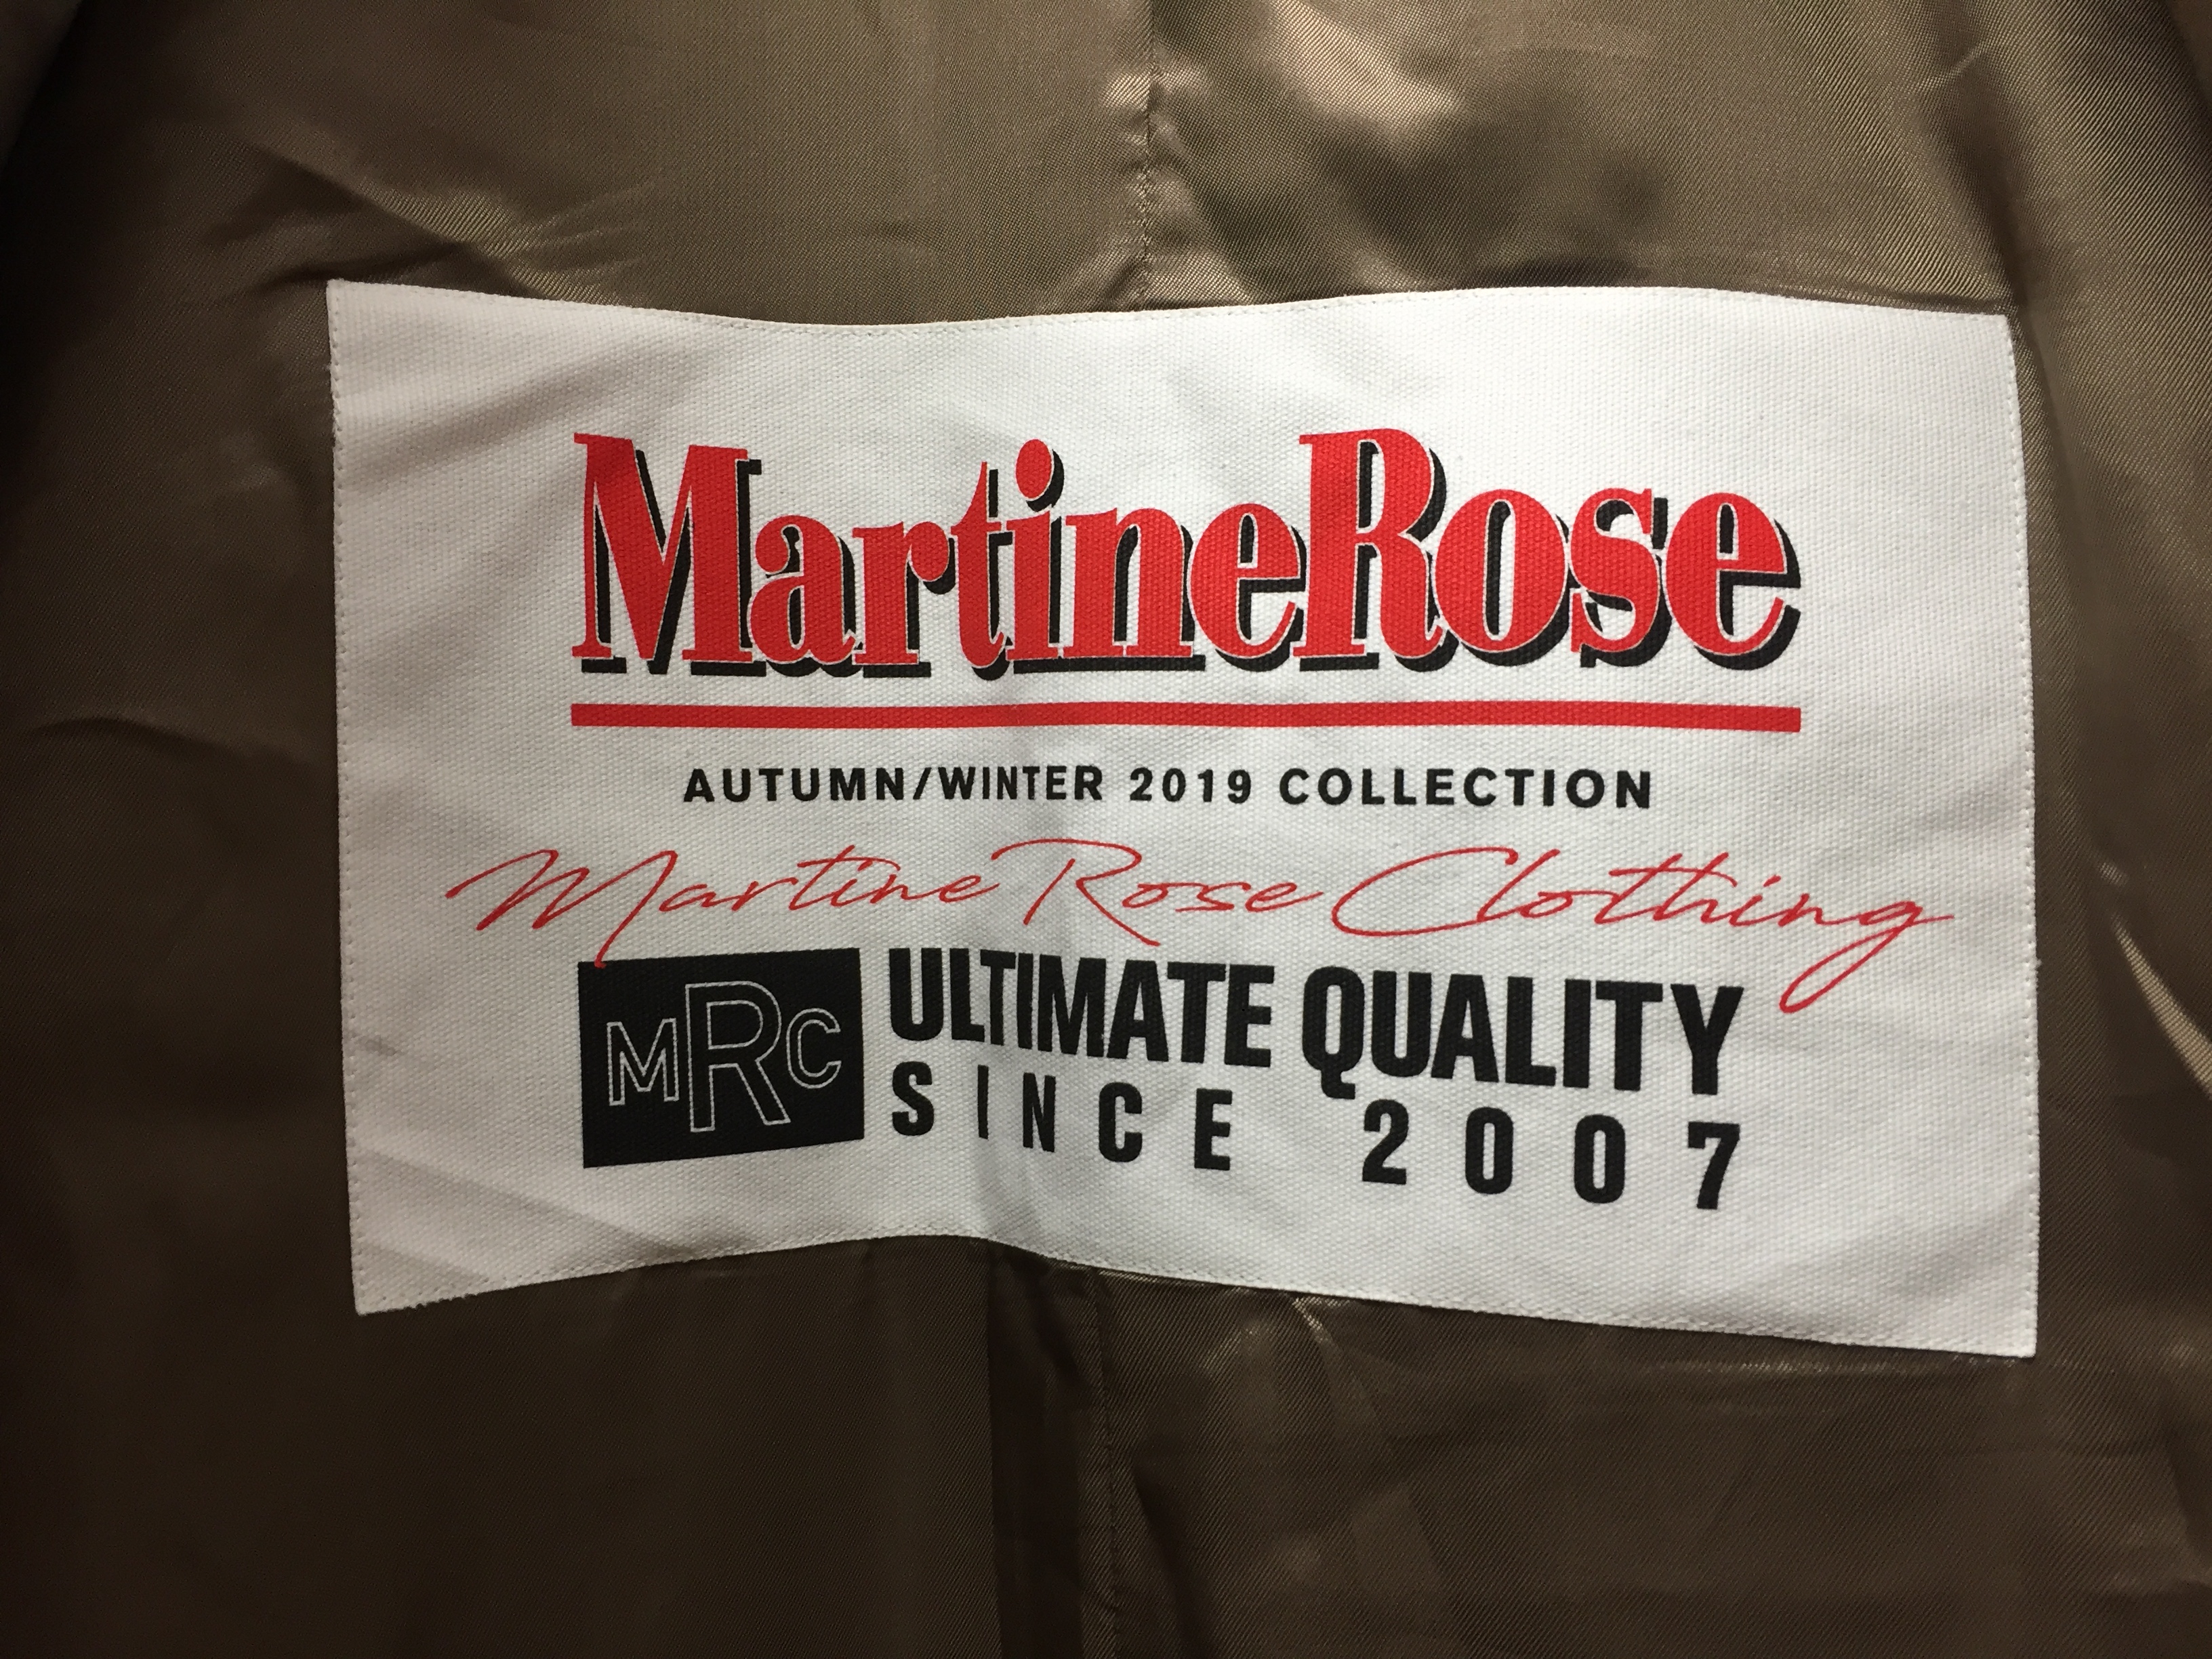 MartineRose
AUTUMN/WINTER 2019 COLLECTION
Martine Rose Clothing
MRC
ULTIMATE QUALITY
SINCE 2007